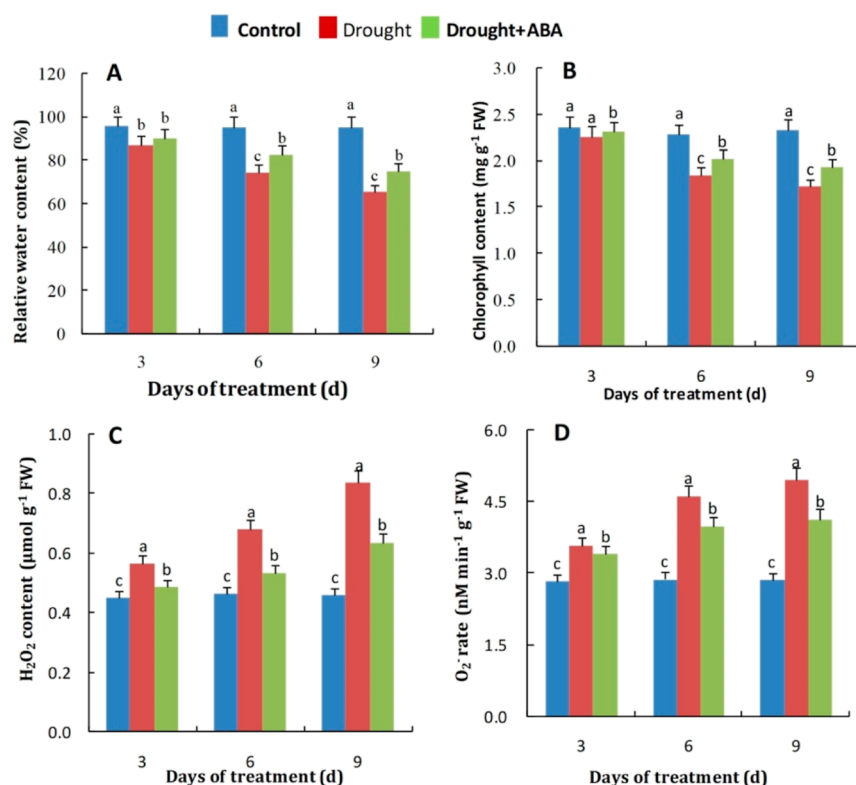 Control Drought Drought+ABA
A
Relative water content (%)
120
100
80
60
40
20
0
a b b
a c b
a c b
3 6 9
Days of treatment (d)
B
Chlorophyll content (mg g⁻¹ FW)
3.0
2.5
2.0
1.5
1.0
0.5
0.0
a a b
a c b
a c b
3 6 9
Days of treatment (d)
C
H₂O₂ content (μmol g⁻¹ FW)
1.0
0.8
0.6
0.4
0.2
0.0
c a b
c a b
c a b
3 6 9
Days of treatment (d)
D
O₂⁻ rate (nM min⁻¹ g⁻¹ FW)
6.0
4.5
3.0
1.5
0.0
c a b
c a b
c a b
3 6 9
Days of treatment (d)